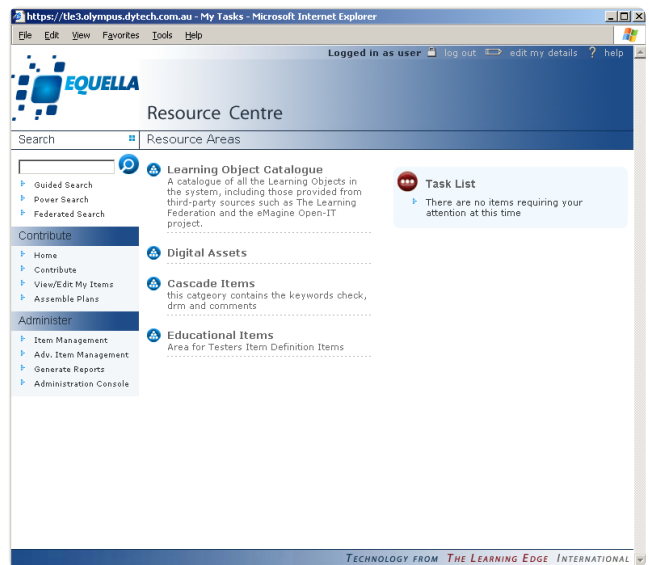 https://tle3.olympus.dytech.com.au - My Tasks - Microsoft Internet Explorer
File Edit View Favorites Tools Help
Logged in as user log out edit my details ? help
EQUELLA
Resource Centre
Search
Resource Areas
Guided Search
Power Search
Federated Search
Contribute
Home
Contribute
View/Edit My Items
Assemble Plans
Administer
Item Management
Adv. Item Management
Generate Reports
Administration Console
Learning Object Catalogue
A catalogue of all the Learning Objects in
the system, including those provided from
third-party sources such as The Learning
Federation and the eMagine Open-IT
project.
Digital Assets
Cascade Items
this catgeory contains the keywords check,
drm and comments
Educational Items
Area for Testers Item Definition Items
Task List
There are no items requiring your
attention at this time
TECHNOLOGY FROM THE LEARNING EDGE INTERNATIONAL